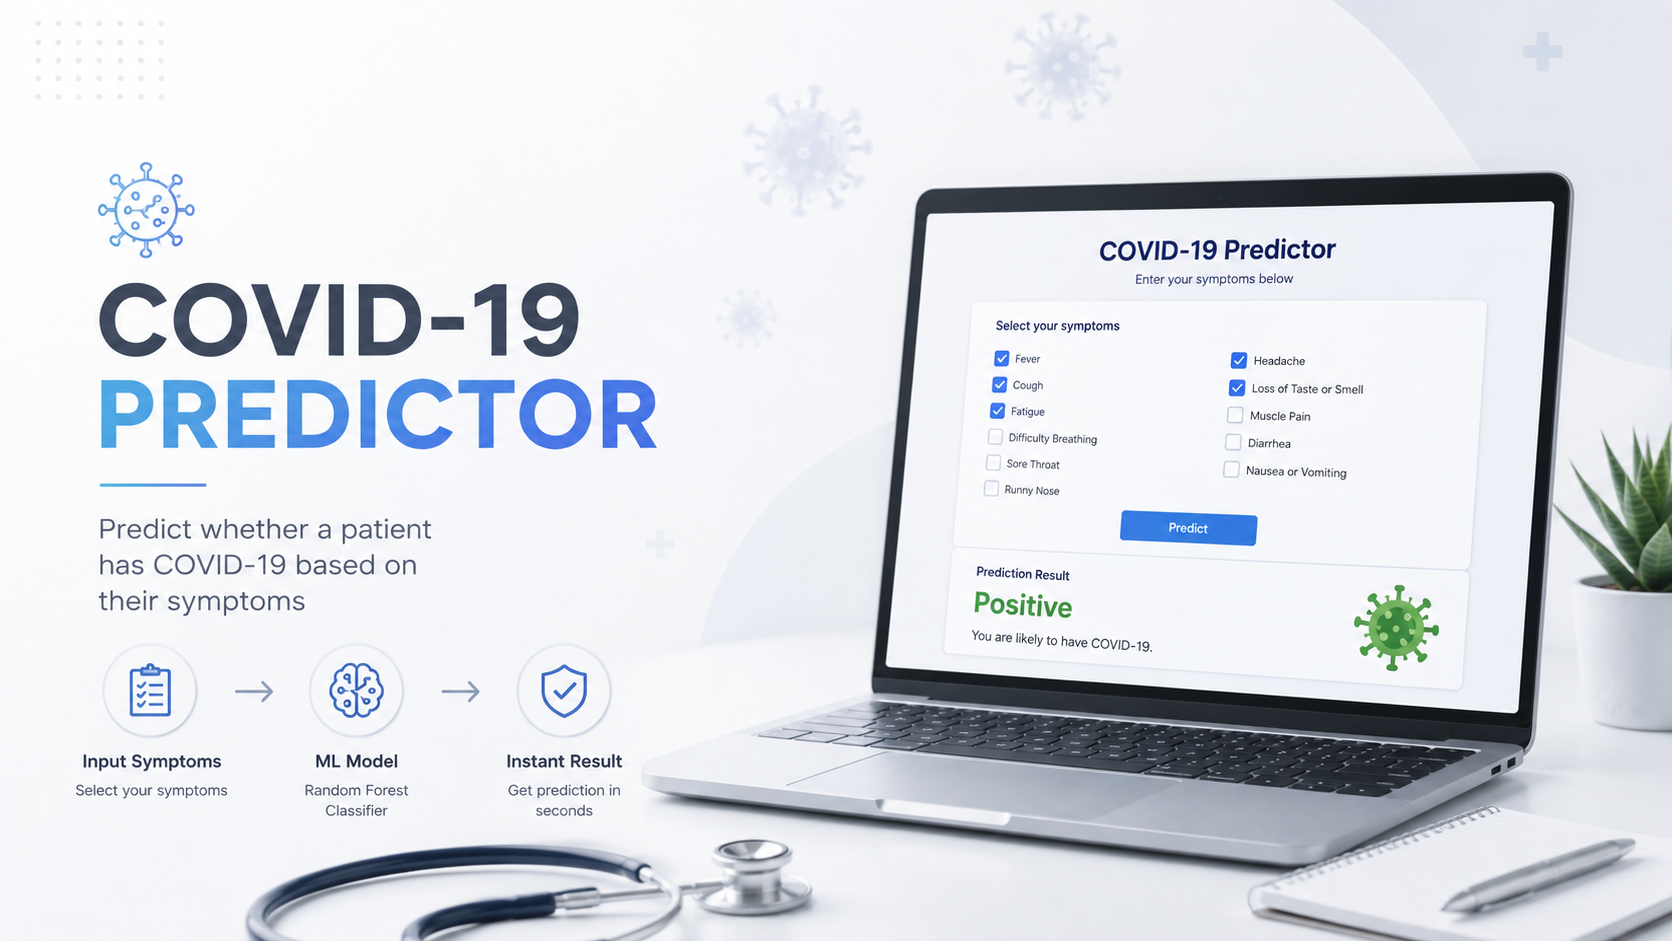 COVID-19
PREDICTOR
Predict whether a patient
has COVID-19 based on
their symptoms
Input Symptoms
Select your symptoms
ML Model
Random Forest
Classifier
Instant Result
Get prediction in
seconds
COVID-19 Predictor
Enter your symptoms below
Select your symptoms
Fever
Cough
Fatigue
Difficulty Breathing
Sore Throat
Runny Nose
Headache
Loss of Taste or Smell
Muscle Pain
Diarrhea
Nausea or Vomiting
Predict
Prediction Result
Positive
You are likely to have COVID-19.